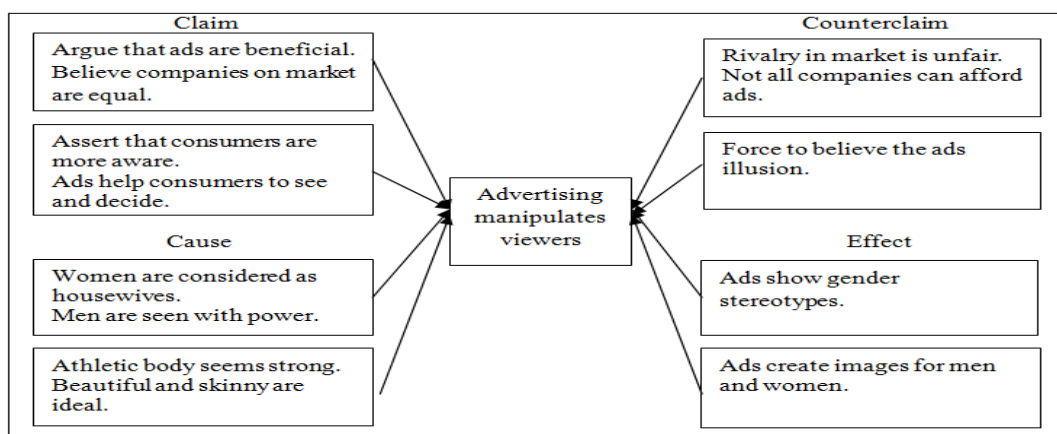 Claim
Argue that ads are beneficial.
Believe companies on market
are equal.
Assert that consumers are
more aware.
Ads help consumers to see
and decide.
Cause
Women are considered as
housewives.
Men are seen with power.
Athletic body seems strong.
Beautiful and skinny are
ideal.
Advertising
manipulates
viewers
Counterclaim
Rivalry in market is unfair.
Not all companies can afford
ads.
Force to believe the ads
illusion.
Effect
Ads show gender
stereotypes.
Ads create images for men
and women.